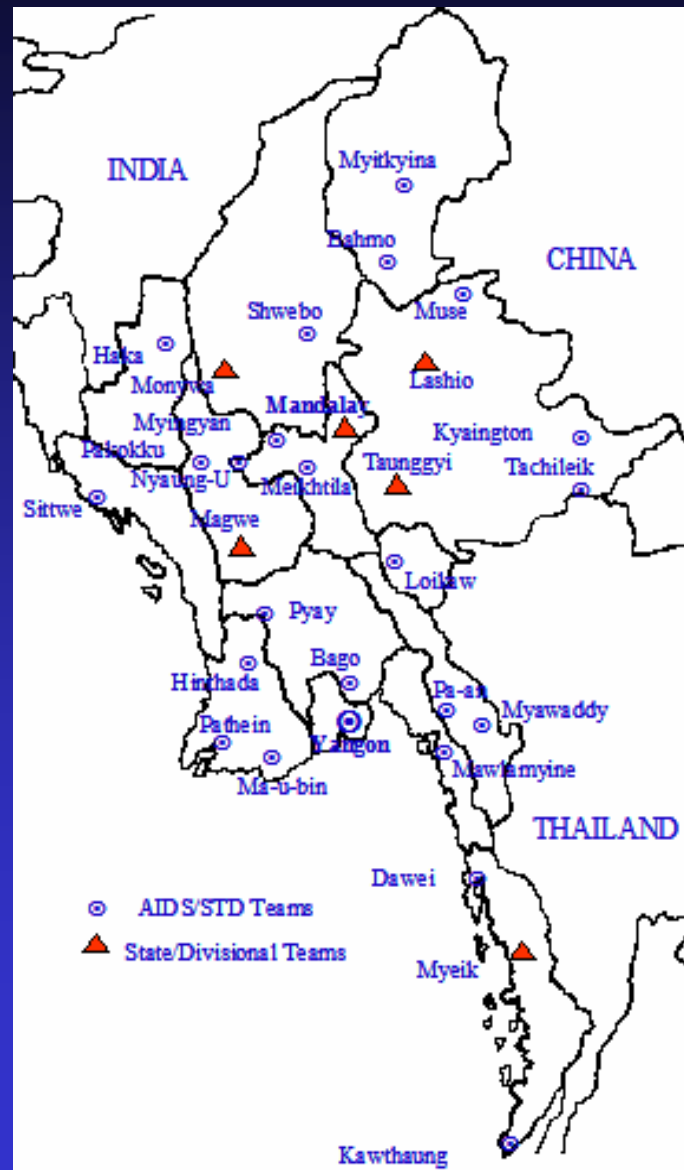 Myitkyina
INDIA
Bahmo
CHINA
Muse
Shwebo
Haka
Monywa
Lashio
Mandalay
Myingyan
Kyaington
Pakokku
Taunggyi
Tachileik
Nyaung-U
Meikhtila
Sittwe
Magwe
Loikaw
Pyay
Bago
Hinthada
Pa-an
Myawaddy
Pathein
Yangon
Mawlamyine
Ma-u-bin
THAILAND
Dawei
AIDS/STD Teams
State/Divisional Teams
Myeik
Kawthaung